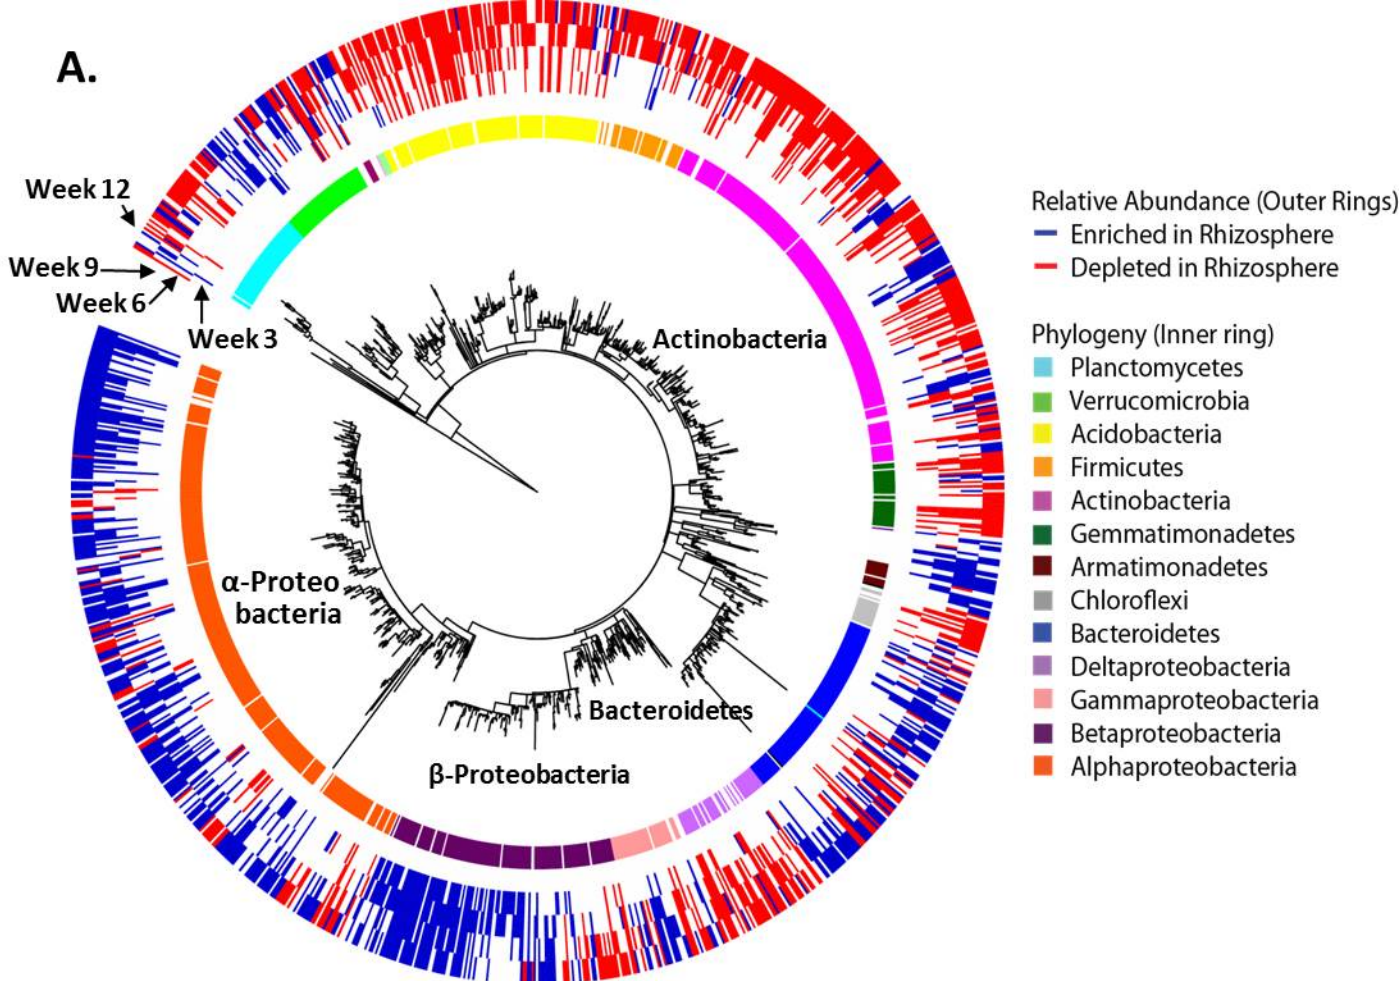 A.
Week 12
Week 9
Week 6
Week 3
Actinobacteria
α-Proteo
bacteria
Bacteroidetes
β-Proteobacteria
Relative Abundance (Outer Rings)
Enriched in Rhizosphere
Depleted in Rhizosphere
Phylogeny (Inner ring)
Planctomycetes
Verrucomicrobia
Acidobacteria
Firmicutes
Actinobacteria
Gemmatimonadetes
Armatimonadetes
Chloroflexi
Bacteroidetes
Deltaproteobacteria
Gammaproteobacteria
Betaproteobacteria
Alphaproteobacteria